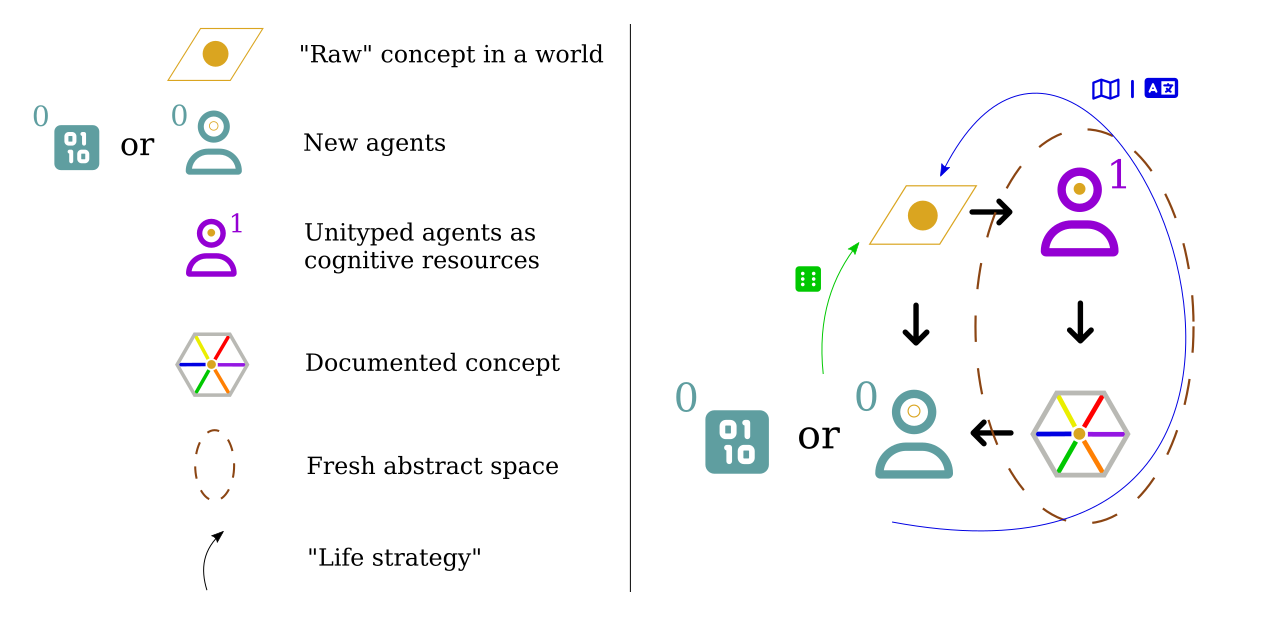 "Raw" concept in a world
0 01 10 or 0
New agents
1
Unityped agents as
cognitive resources
Documented concept
Fresh abstract space
"Life strategy"
A 文
1
0 01 10 or 0